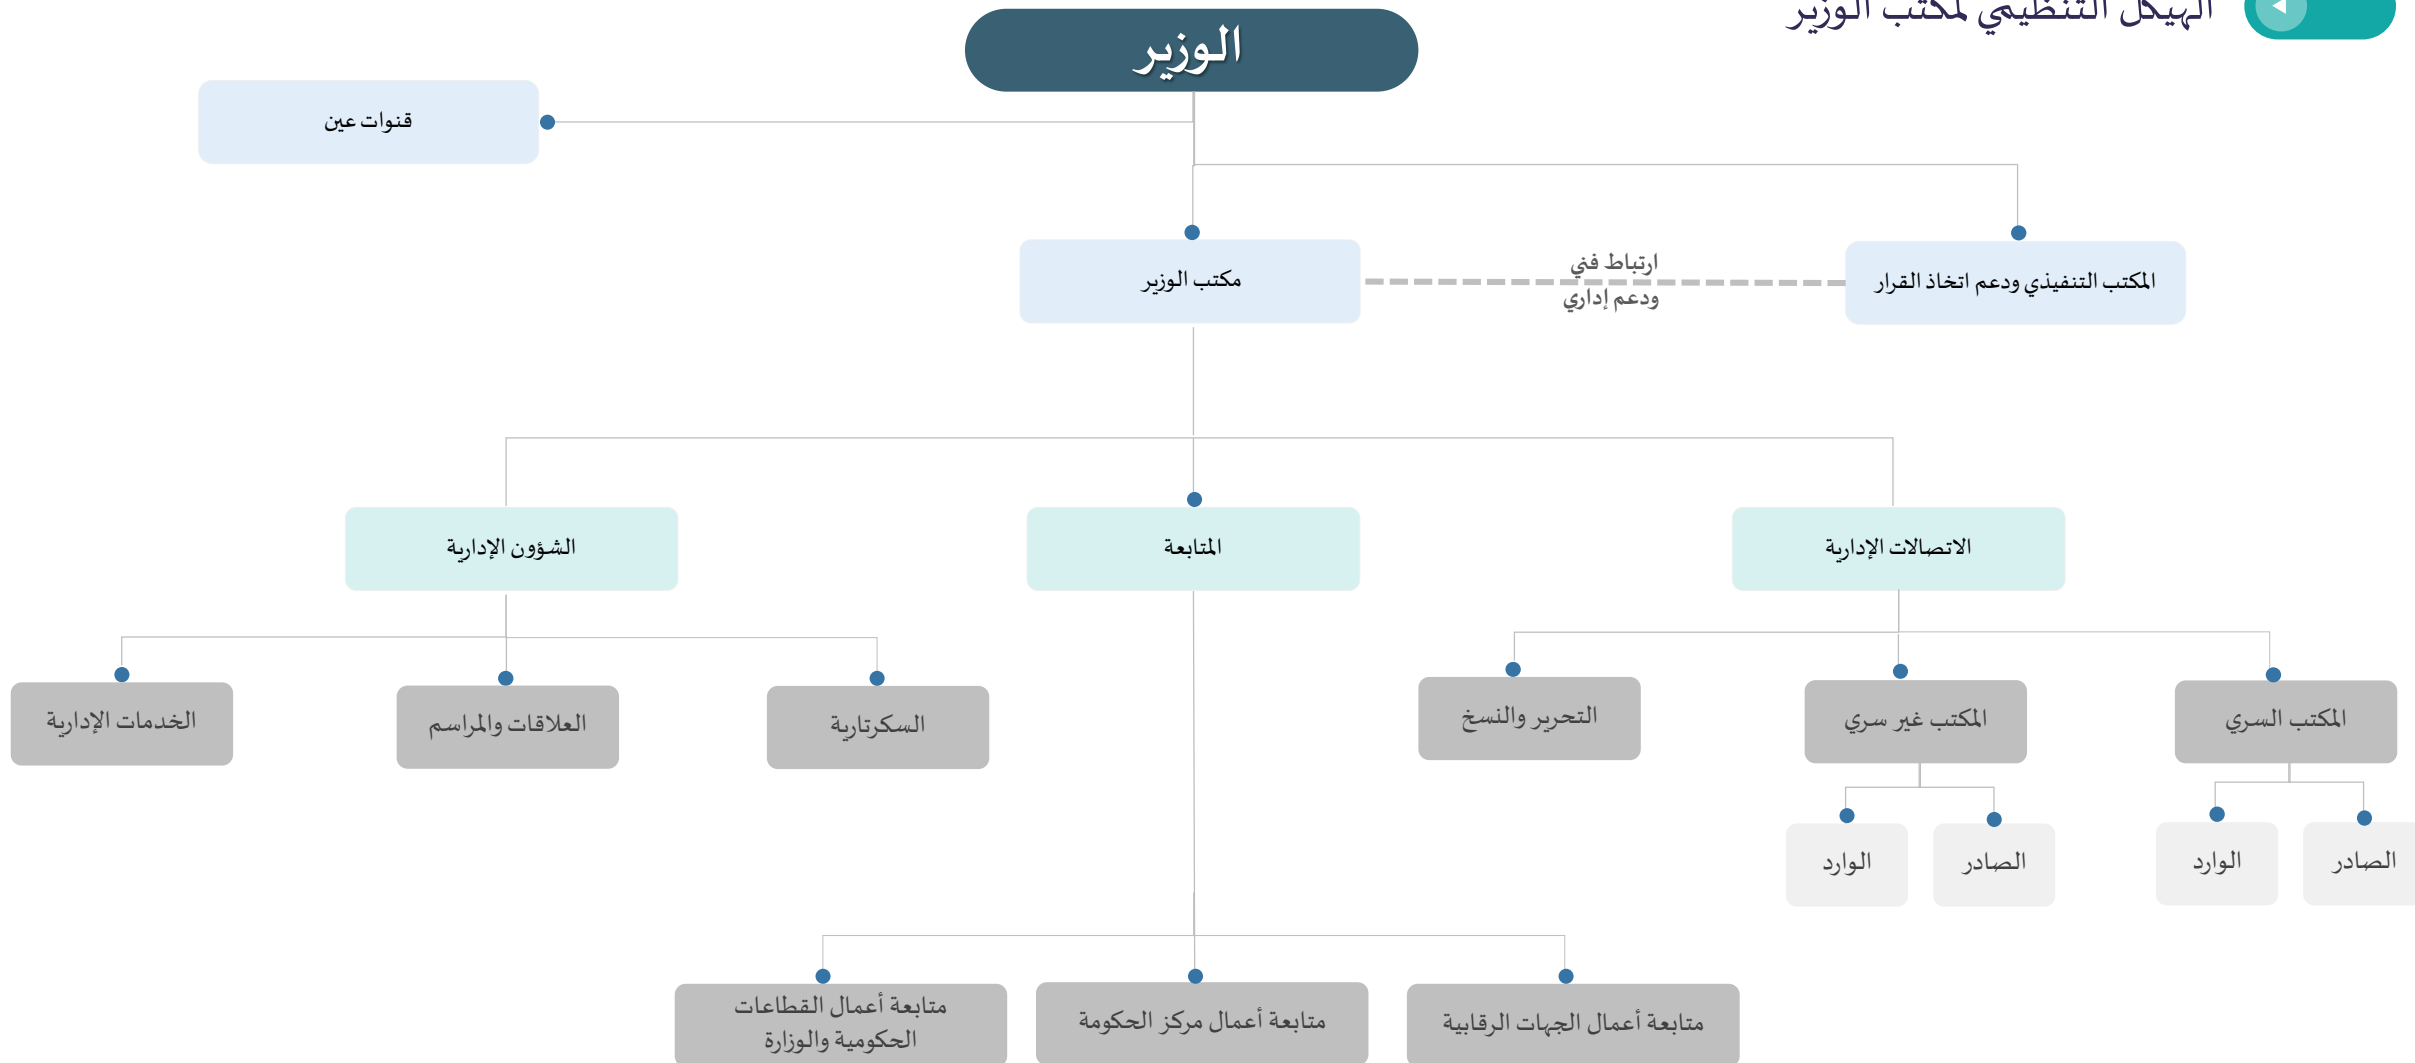 الهيكل التنظيمي لمكتب الوزير
الوزير
قنوات عين
المكتب التنفيذي ودعم اتخاذ القرار
ارتباط فني
ودعم إداري
مكتب الوزير
الاتصالات الإدارية
المتابعة
الشؤون الإدارية
المكتب السري
المكتب غير سري
التحرير والنسخ
السكرتارية
العلاقات والمراسم
الخدمات الإدارية
الصادر
الوارد
الصادر
الوارد
متابعة أعمال الجهات الرقابية
متابعة أعمال مركز الحكومة
متابعة أعمال القطاعات
الحكومية والوزارة